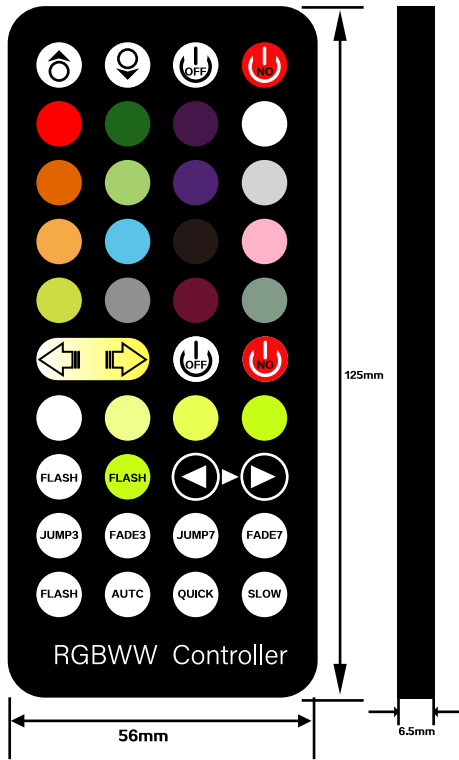 OFF NO
125mm
OFF NO
FLASH FLASH
JUMP3 FADE3 JUMP7 FADE7
FLASH AUTC QUICK SLOW
RGBWW Controller
56mm
6.5mm